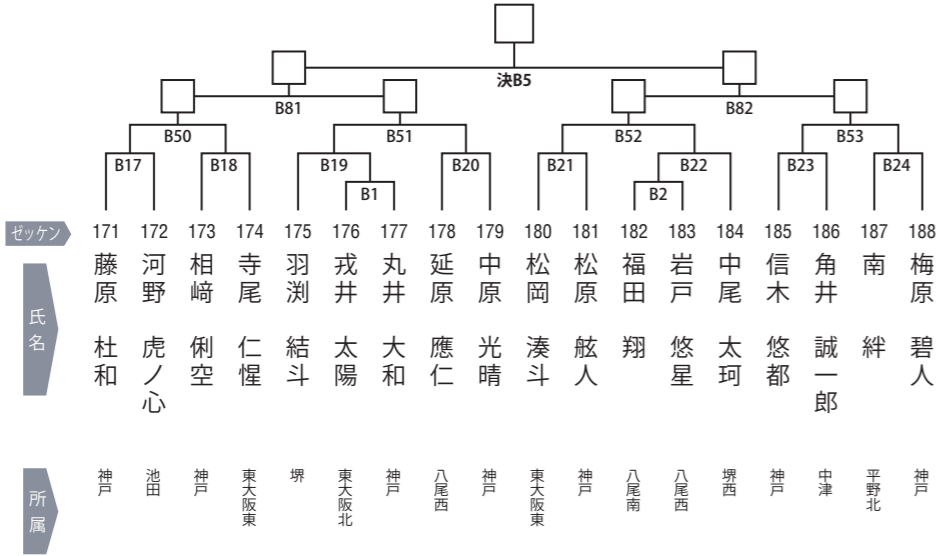 決B5
B81 B82
B50 B51 B52 B53
B17 B18 B19 B20 B21 B22 B23 B24
B1 B2
ゼッケン 171 172 173 174 175 176 177 178 179 180 181 182 183 184 185 186 187 188
氏名
藤原 杜和
河野 虎ノ心
相﨑 俐空
寺尾 仁惺
羽渕 結斗
戎井 太陽
丸井 大和
延原 應仁
中原 光晴
松岡 湊斗
松原 舷人
福田 翔
岩戸 悠星
中尾 太珂
信木 悠都
角井 誠一郎
南 絆
梅原 碧人
所属
神戸
池田
神戸
東大阪東
堺
東大阪北
神戸
八尾西
神戸
東大阪東
神戸
八尾南
八尾西
堺西
神戸
中津
平野北
神戸